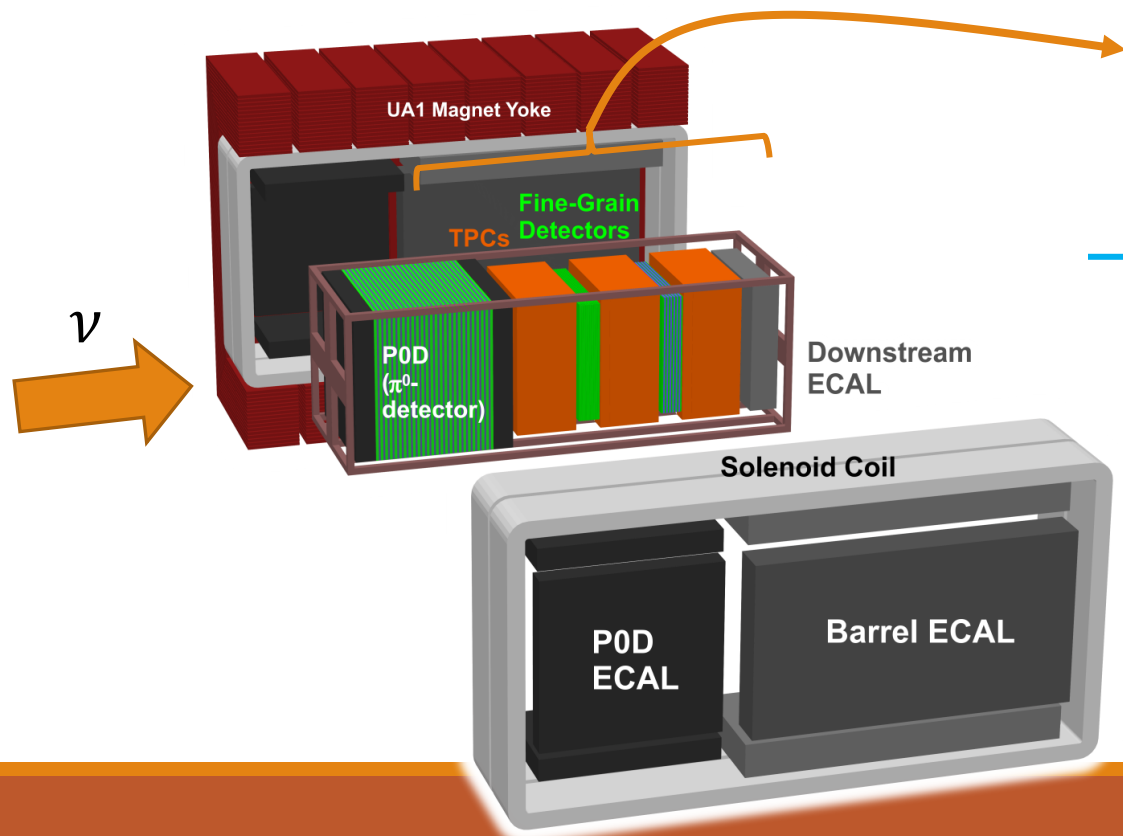 UA1 Magnet Yoke
Fine-Grain
Detectors
TPCs
ν
P0D
(π⁰-
detector)
Downstream
ECAL
Solenoid Coil
P0D
ECAL
Barrel ECAL